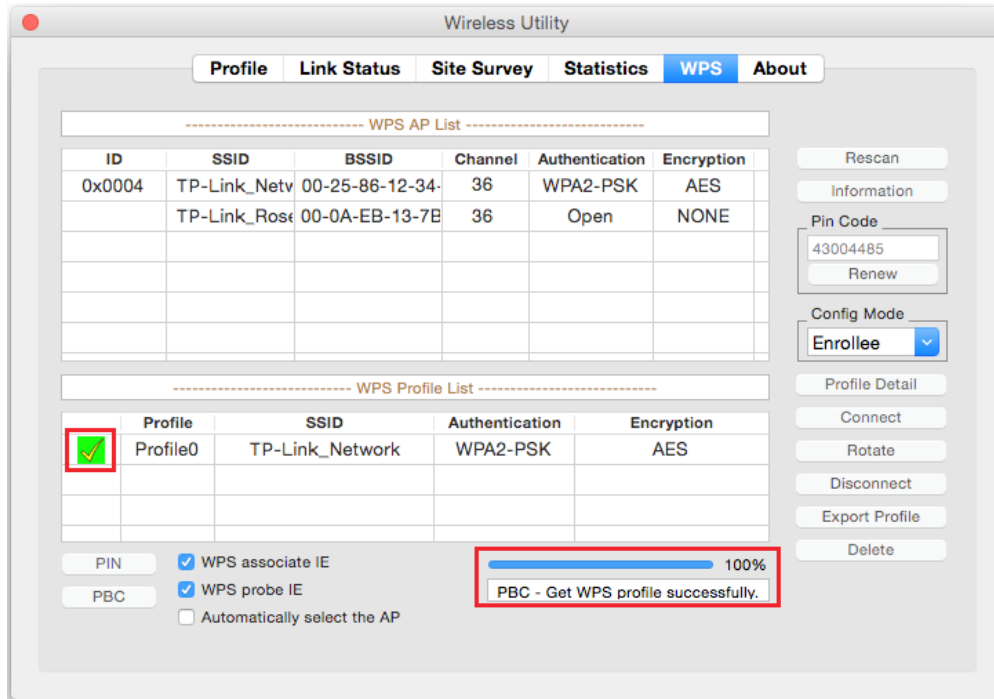 Wireless Utility
Profile Link Status Site Survey Statistics WPS About
---------------------------- WPS AP List ----------------------------
ID SSID BSSID Channel Authentication Encryption
0x0004 TP-Link_Netw 00-25-86-12-34- 36 WPA2-PSK AES
TP-Link_Rose 00-0A-EB-13-7B 36 Open NONE
Rescan
Information
Pin Code
43004485
Renew
Config Mode
Enrollee
---------------------------- WPS Profile List ----------------------------
Profile SSID Authentication Encryption
Profile0 TP-Link_Network WPA2-PSK AES
Profile Detail
Connect
Rotate
Disconnect
Export Profile
Delete
PIN
PBC
WPS associate IE
WPS probe IE
Automatically select the AP
100%
PBC - Get WPS profile successfully.